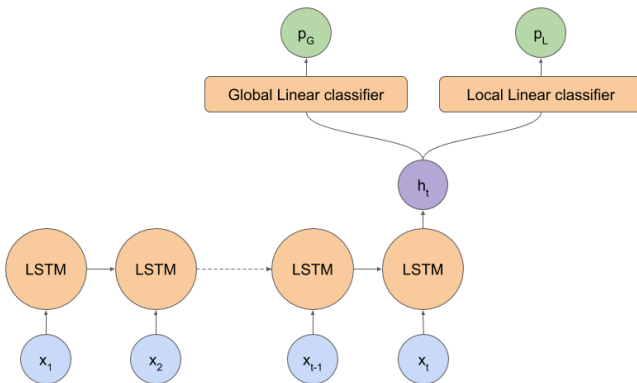 p_G p_L
Global Linear classifier Local Linear classifier
h_t
LSTM LSTM LSTM LSTM
x_1 x_2 x_t-1 x_t